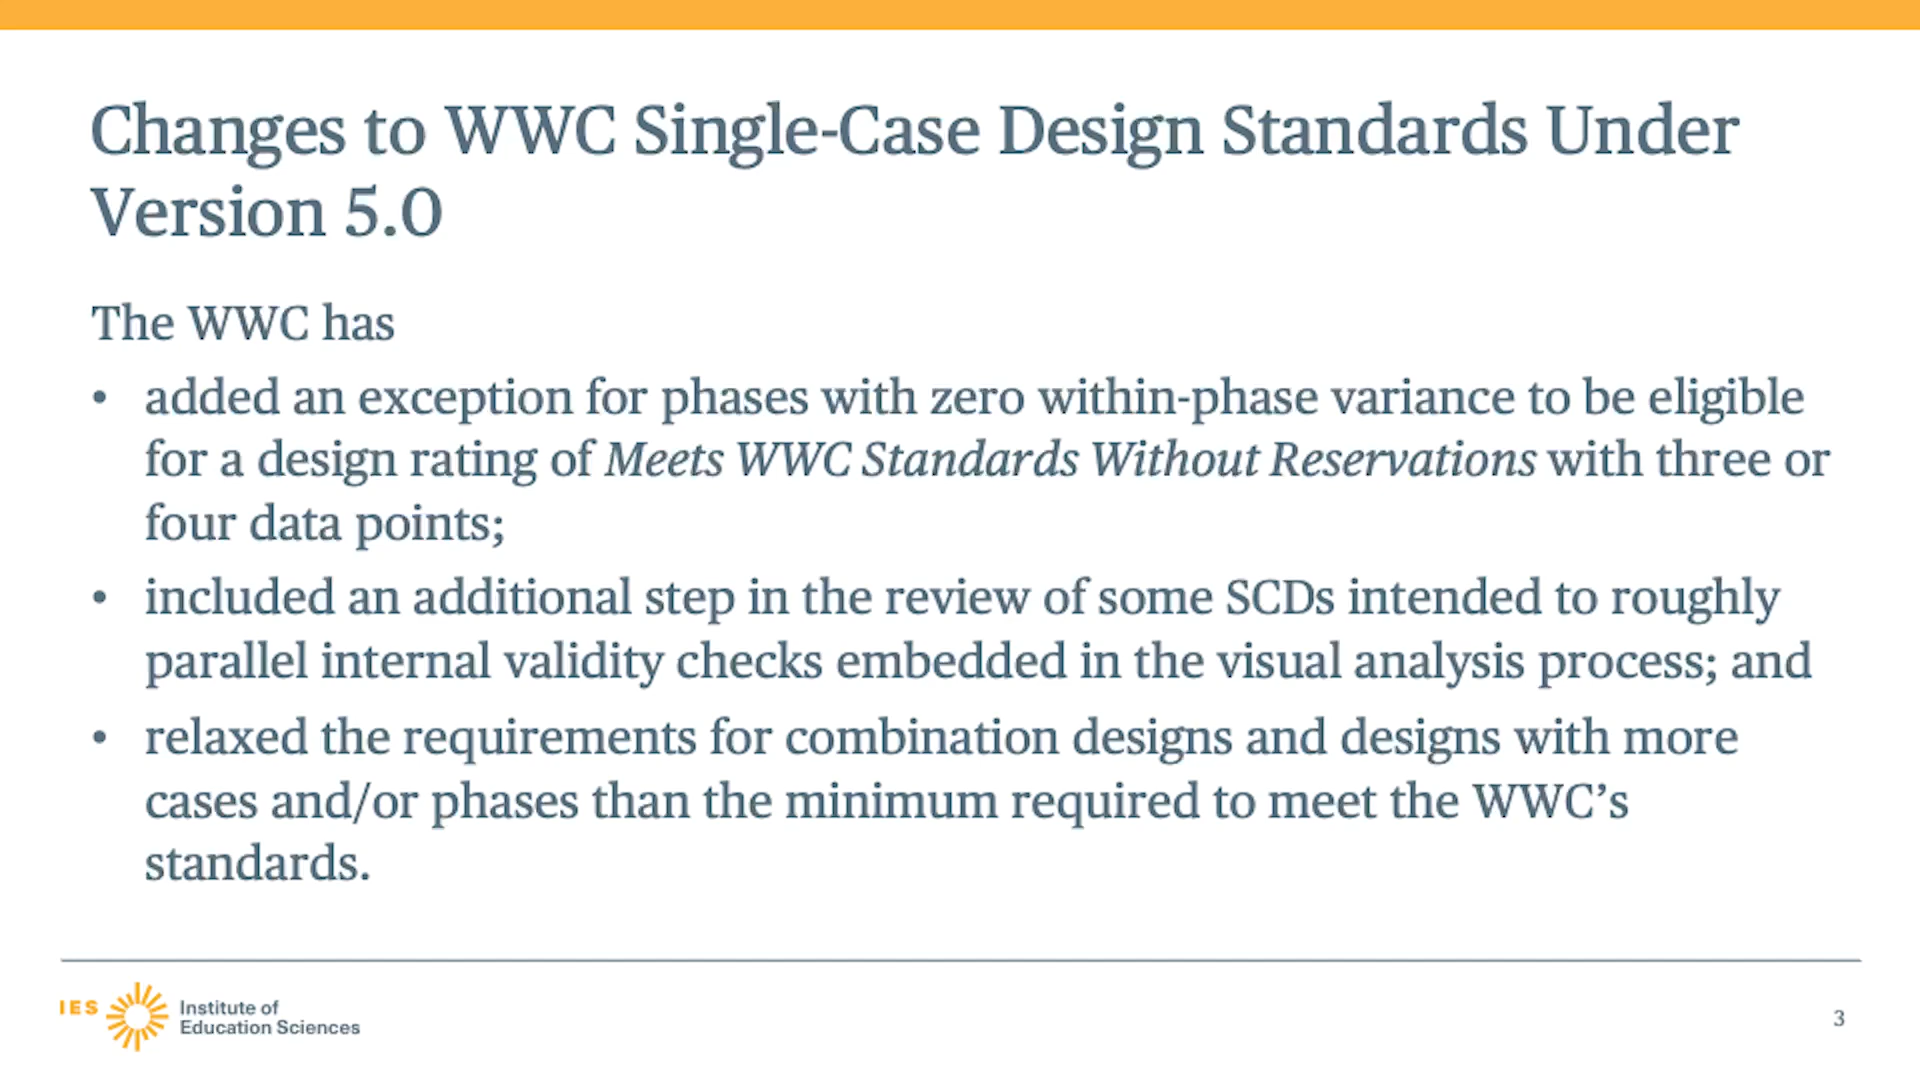 Changes to WWC Single-Case Design Standards Under
Version 5.0
The WWC has
• added an exception for phases with zero within-phase variance to be eligible
for a design rating of Meets WWC Standards Without Reservations with three or
four data points;
• included an additional step in the review of some SCDs intended to roughly
parallel internal validity checks embedded in the visual analysis process; and
• relaxed the requirements for combination designs and designs with more
cases and/or phases than the minimum required to meet the WWC’s
standards.
IES
Institute of
Education Sciences
3